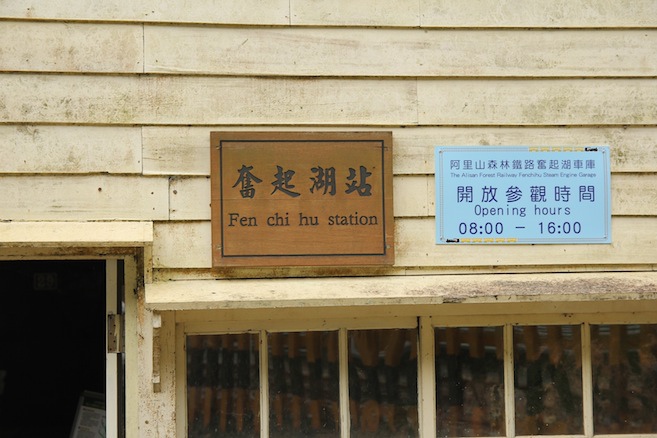 奮起湖站
Fen chi hu station
阿里山森林鐵路奮起湖車庫
The Alisan Forest Railway Fenchihu Steam Engine Garage
開放參觀時間
Opening hours
08:00 － 16:00